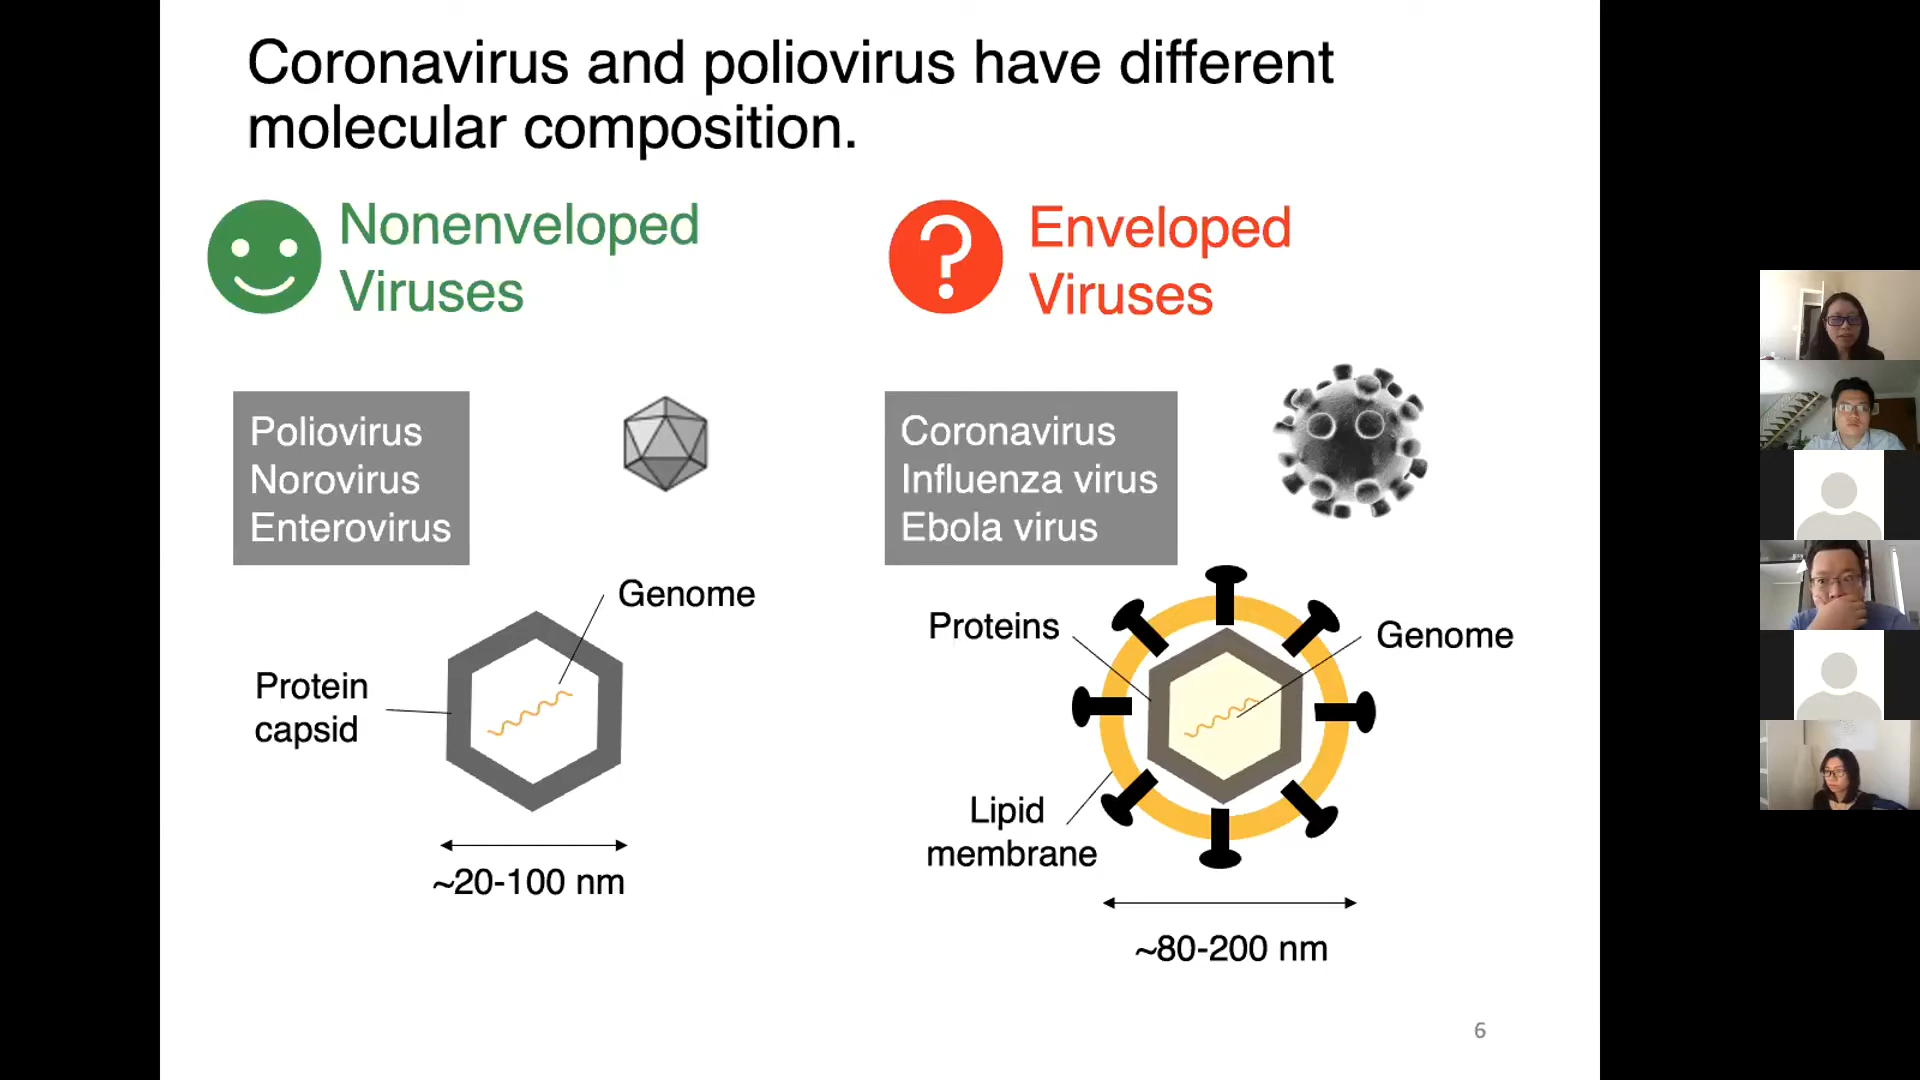 Coronavirus and poliovirus have different
molecular composition.
Nonenveloped
Viruses
Enveloped
Viruses
Poliovirus
Norovirus
Enterovirus
Coronavirus
Influenza virus
Ebola virus
Genome
Protein
capsid
~20-100 nm
Proteins
Genome
Lipid
membrane
~80-200 nm
6